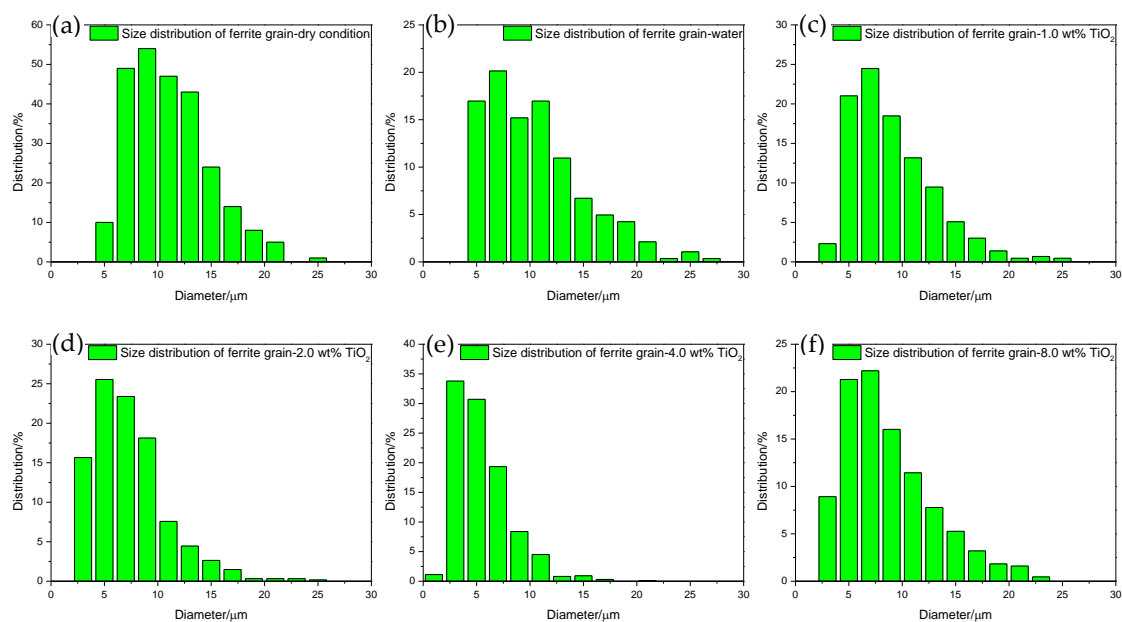 (a) Size distribution of ferrite grain-dry condition
Distribution/%
60
50
40
30
20
10
0
0 5 10 15 20 25 30
Diameter/μm
(b) Size distribution of ferrite grain-water
Distribution/%
25
20
15
10
5
0
0 5 10 15 20 25 30
Diameter/μm
(c) Size distribution of ferrite grain-1.0 wt% TiO₂
Distribution/%
30
25
20
15
10
5
0
0 5 10 15 20 25 30
Diameter/μm
(d) Size distribution of ferrite grain-2.0 wt% TiO₂
Distribution/%
30
25
20
15
10
5
0
0 5 10 15 20 25 30
Diameter/μm
(e) Size distribution of ferrite grain-4.0 wt% TiO₂
Distribution/%
40
35
30
25
20
15
10
5
0
0 5 10 15 20 25 30
Diameter/μm
(f) Size distribution of ferrite grain-8.0 wt% TiO₂
Distribution/%
25
20
15
10
5
0
0 5 10 15 20 25 30
Diameter/μm